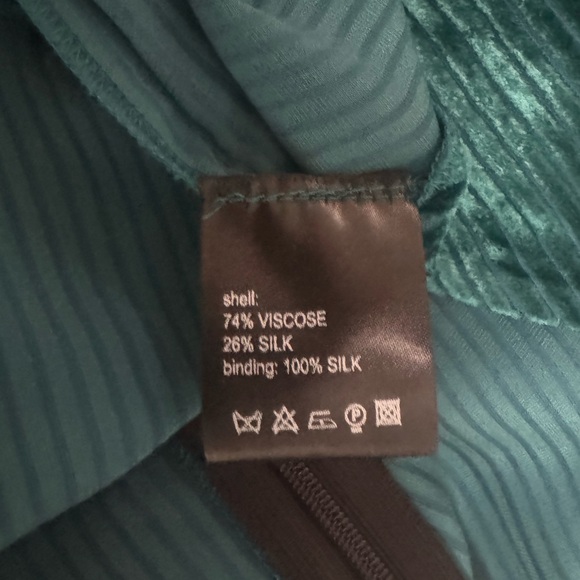 shell:
74% VISCOSE
26% SILK
binding: 100% SILK
P